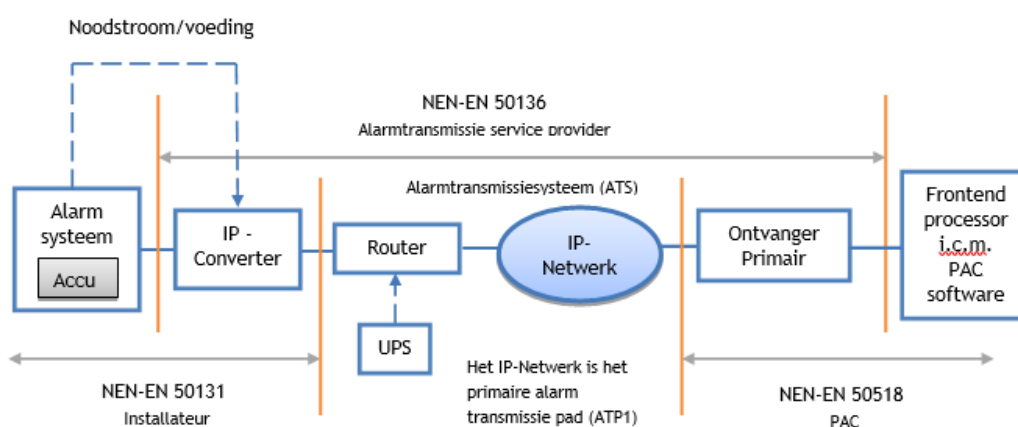 Noodstroom/voeding
NEN-EN 50136
Alarmtransmissie service provider
Alarmtransmissiesysteem (ATS)
Alarm
systeem
Accu
IP -
Converter
Router
UPS
IP-
Netwerk
Ontvanger
Primair
Frontend
processor
i.c.m.
PAC
software
NEN-EN 50131
Installateur
Het IP-Netwerk is het
primaire alarm
transmissie pad (ATP1)
NEN-EN 50518
PAC